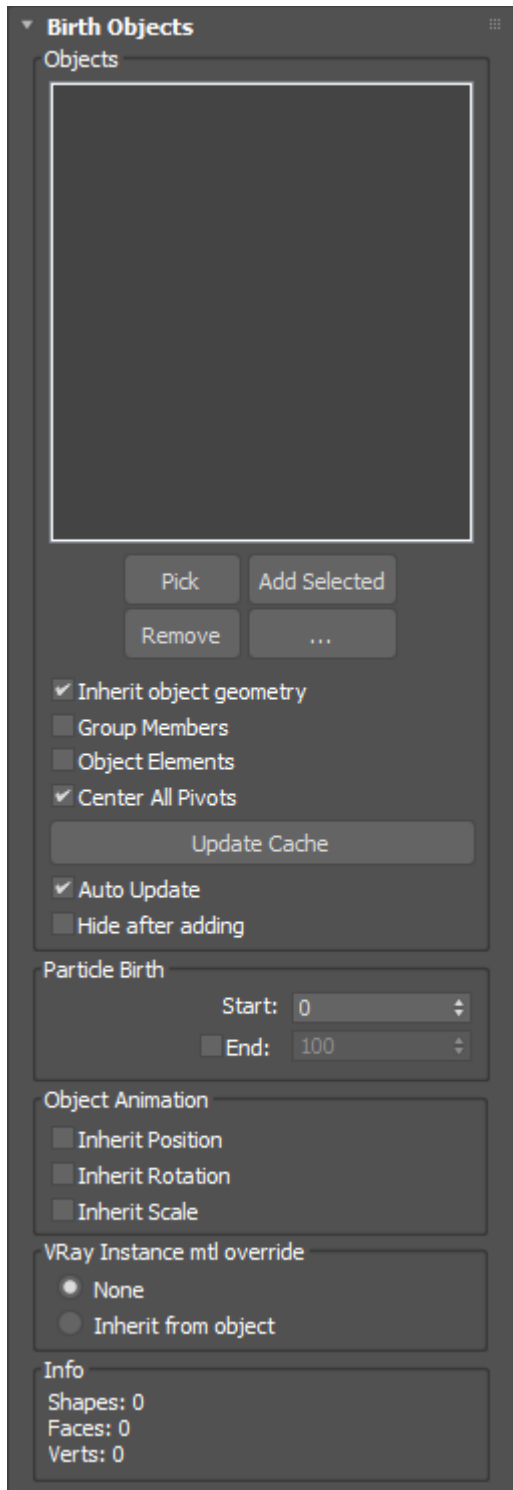 Birth Objects
Objects
Pick
Add Selected
Remove
...
Inherit object geometry
Group Members
Object Elements
Center All Pivots
Update Cache
Auto Update
Hide after adding
Particle Birth
Start: 0
End: 100
Object Animation
Inherit Position
Inherit Rotation
Inherit Scale
VRay Instance mtl override
None
Inherit from object
Info
Shapes: 0
Faces: 0
Verts: 0